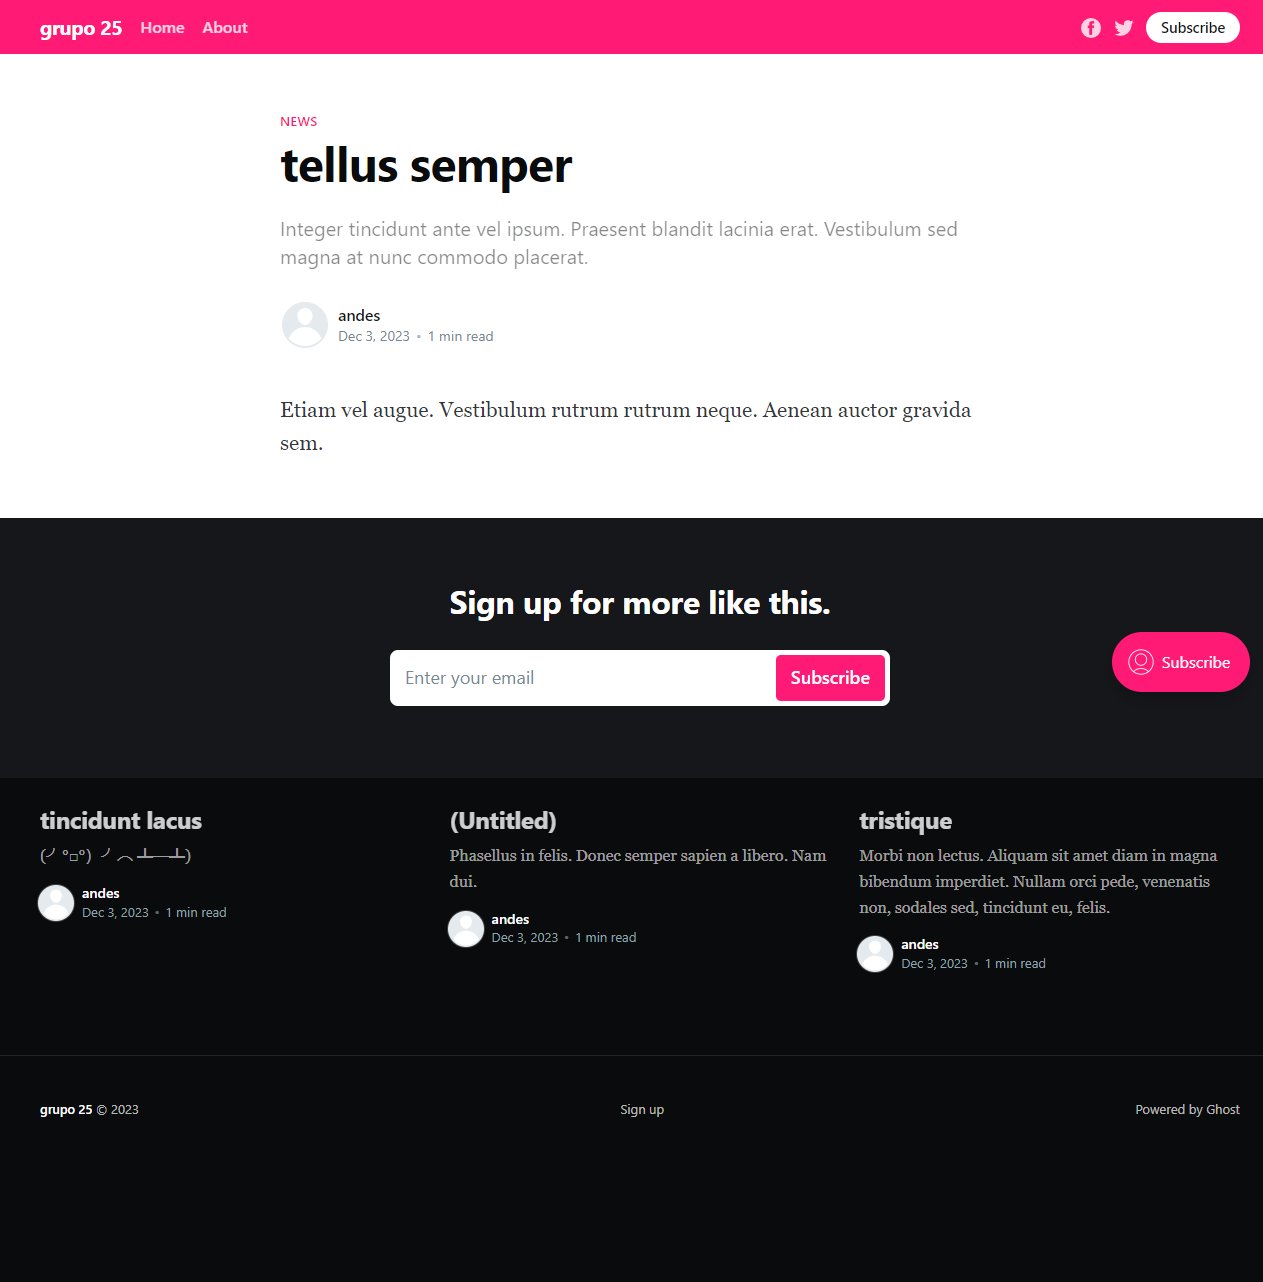 grupo 25 Home About Subscribe
NEWS
tellus semper
Integer tincidunt ante vel ipsum. Praesent blandit lacinia erat. Vestibulum sed
magna at nunc commodo placerat.
andes
Dec 3, 2023 • 1 min read
Etiam vel augue. Vestibulum rutrum rutrum neque. Aenean auctor gravida
sem.
Sign up for more like this.
Enter your email Subscribe
Subscribe
tincidunt lacus
(╯°□°）╯︵ ┻━┻)
andes
Dec 3, 2023 • 1 min read
(Untitled)
Phasellus in felis. Donec semper sapien a libero. Nam
dui.
andes
Dec 3, 2023 • 1 min read
tristique
Morbi non lectus. Aliquam sit amet diam in magna
bibendum imperdiet. Nullam orci pede, venenatis
non, sodales sed, tincidunt eu, felis.
andes
Dec 3, 2023 • 1 min read
grupo 25 © 2023 Sign up Powered by Ghost